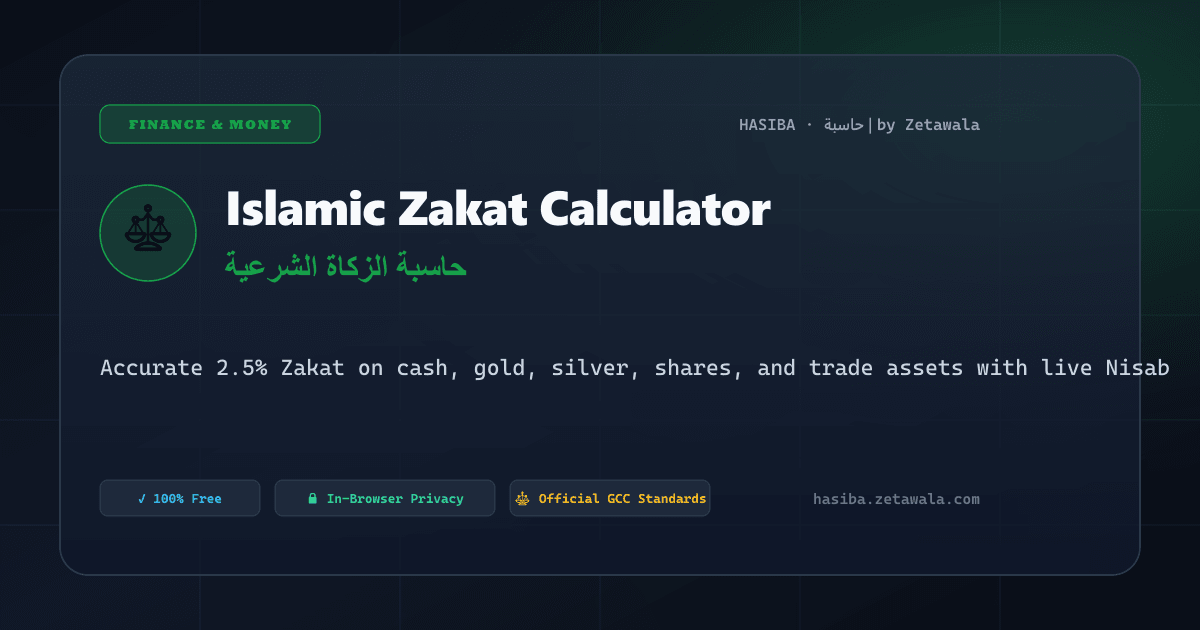 FINANCE & MONEY
HASIBA · حاسبة | by Zetawala
Islamic Zakat Calculator
حاسبة الزكاة الشرعية
Accurate 2.5% Zakat on cash, gold, silver, shares, and trade assets with live Nisab
✓ 100% Free
In-Browser Privacy
Official GCC Standards
hasiba.zetawala.com